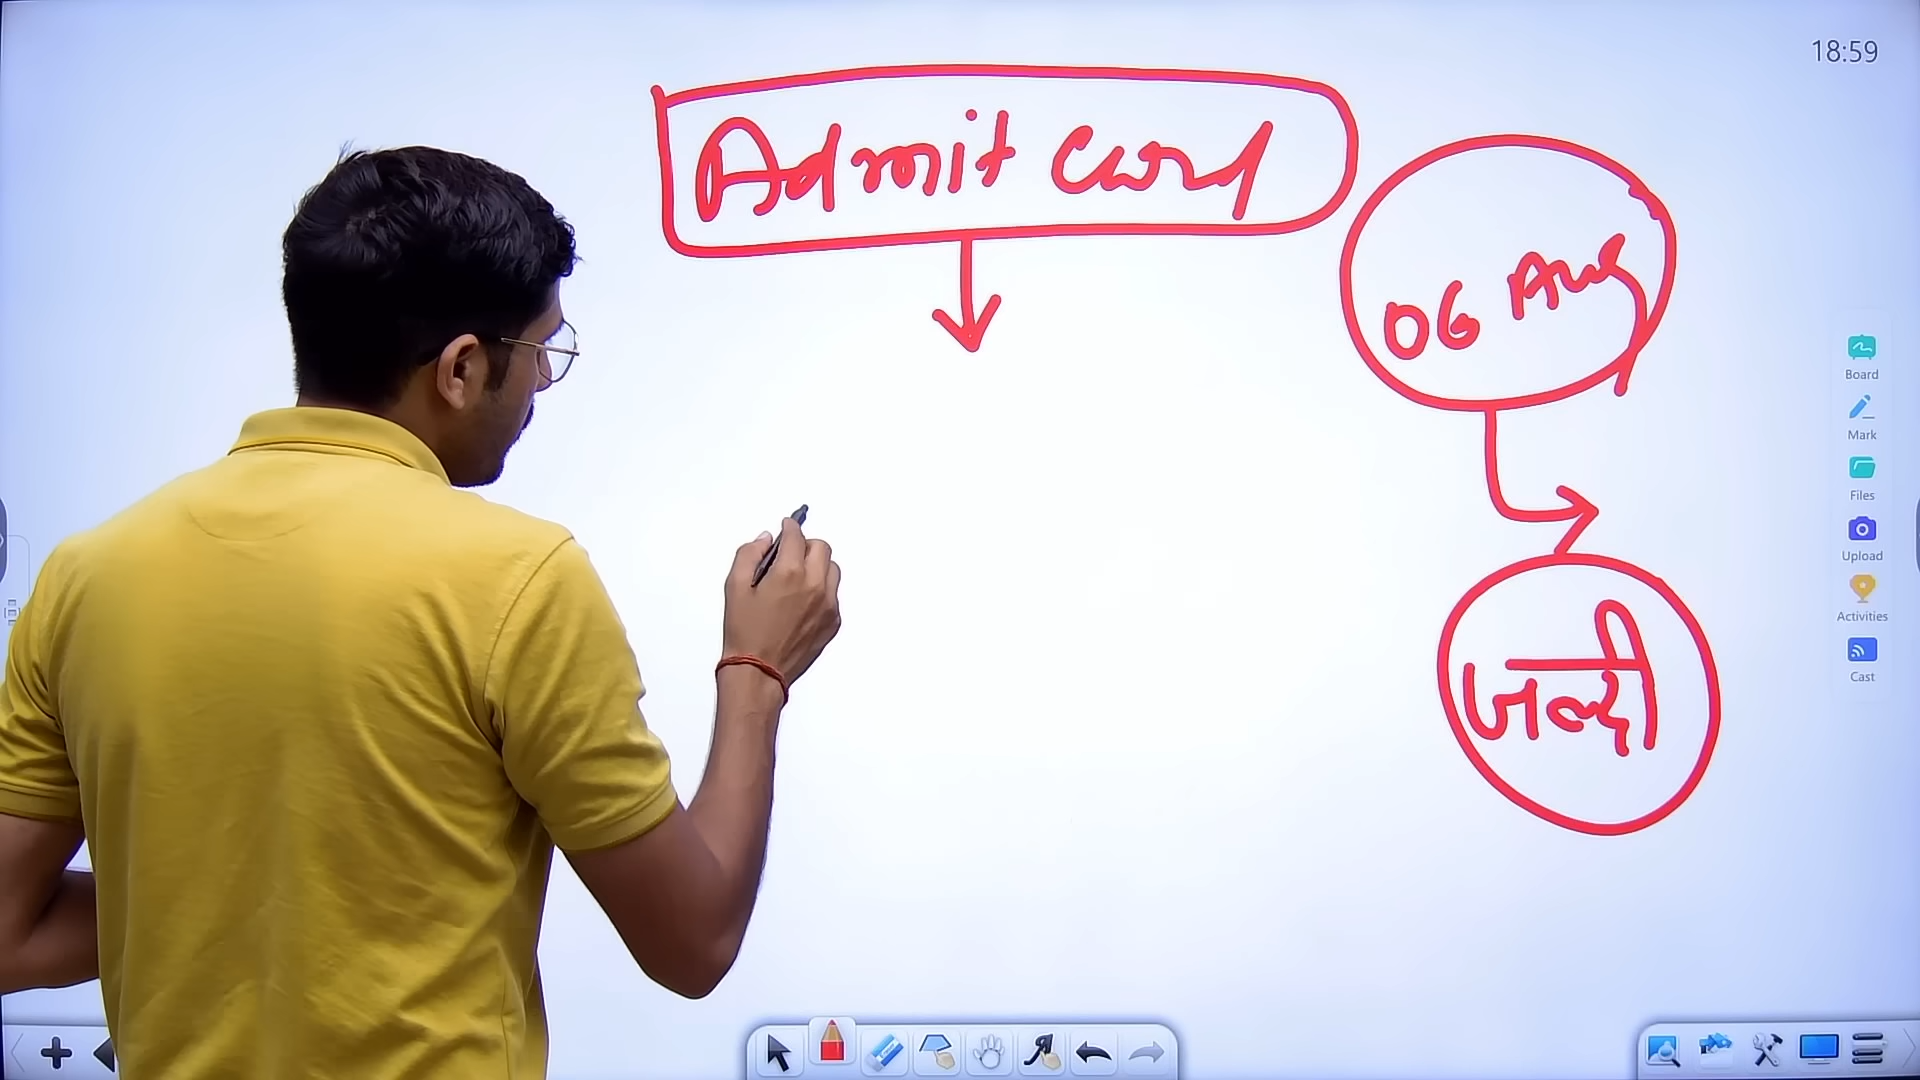 18:59
Admit Card
06 Aug
जल्दी
Board
Mark
Files
Upload
Activities
Cast